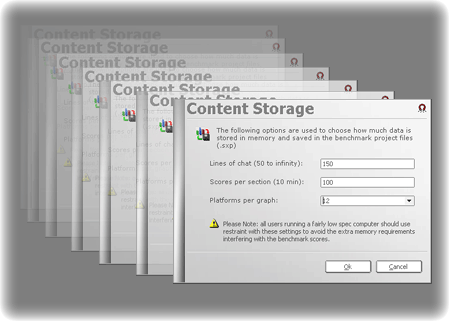 Content Storage
Content Storage
Content Storage
Content Storage
Content Storage
Content Storage
Content Storage
The following options are used to choose how much data is
stored in memory and saved in the benchmark project files
(.sxp)
Lines of chat (50 to infinity): 150
Scores per section (10 min): 100
Platforms per graph: 12
Please Note: all users running a fairly low spec computer should use
restraint with these settings to avoid the extra memory requirements
interfering with the benchmark scores.
Ok Cancel